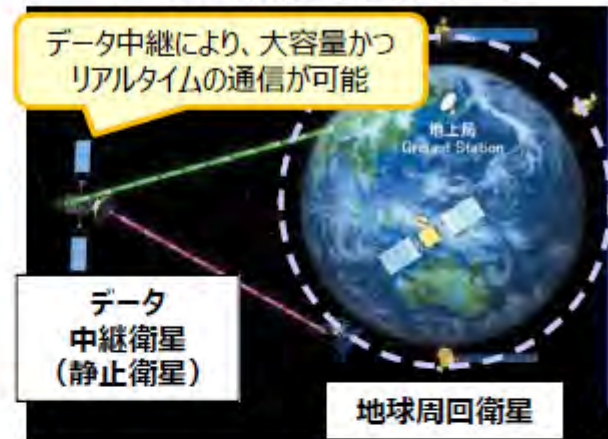 データ中継により、大容量かつ
リアルタイムの通信が可能
地上局
Ground Station
データ
中継衛星
（静止衛星）
地球周回衛星